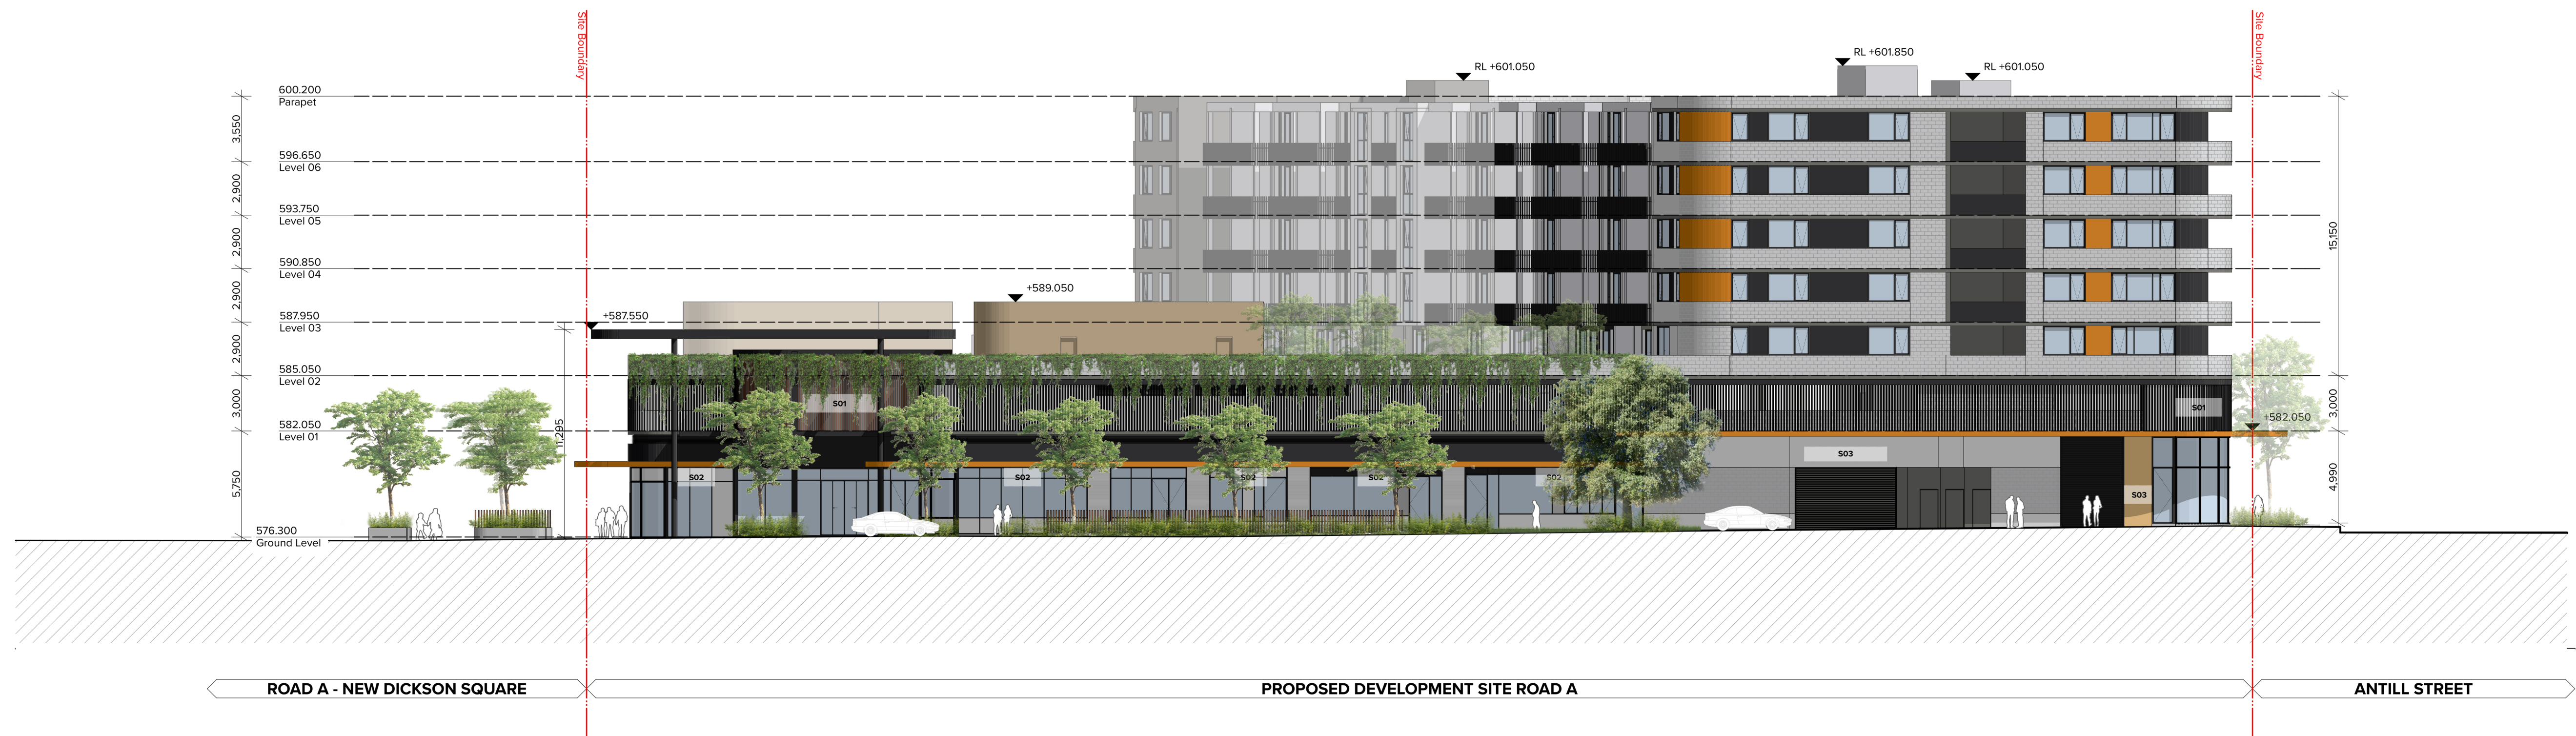 Site Boundary
Site Boundary
RL +601.850
RL +601.050
RL +601.050
600.200
Parapet
3,550
596.650
Level 06
2,900
593.750
Level 05
2,900
15,150
590.850
Level 04
2,900
+589.050
+587.550
587.950
Level 03
2,900
585.050
Level 02
3,000
3,000
S01
S01
+582.050
582.050
Level 01
11,295
S03
S02
S02
S02
S02
S02
5,750
4,990
S03
576.300
Ground Level
ROAD A - NEW DICKSON SQUARE
PROPOSED DEVELOPMENT SITE ROAD A
ANTILL STREET